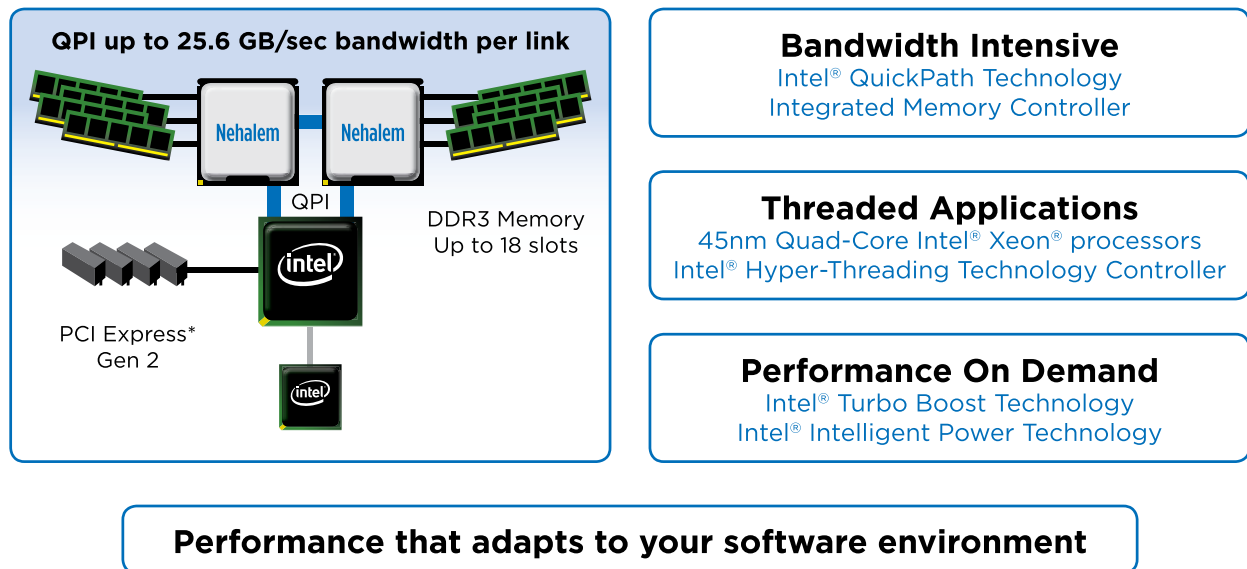 QPI up to 25.6 GB/sec bandwidth per link
Nehalem
Nehalem
QPI
DDR3 Memory
Up to 18 slots
intel
PCI Express*
Gen 2
intel
Bandwidth Intensive
Intel® QuickPath Technology
Integrated Memory Controller
Threaded Applications
45nm Quad-Core Intel® Xeon® processors
Intel® Hyper-Threading Technology Controller
Performance On Demand
Intel® Turbo Boost Technology
Intel® Intelligent Power Technology
Performance that adapts to your software environment